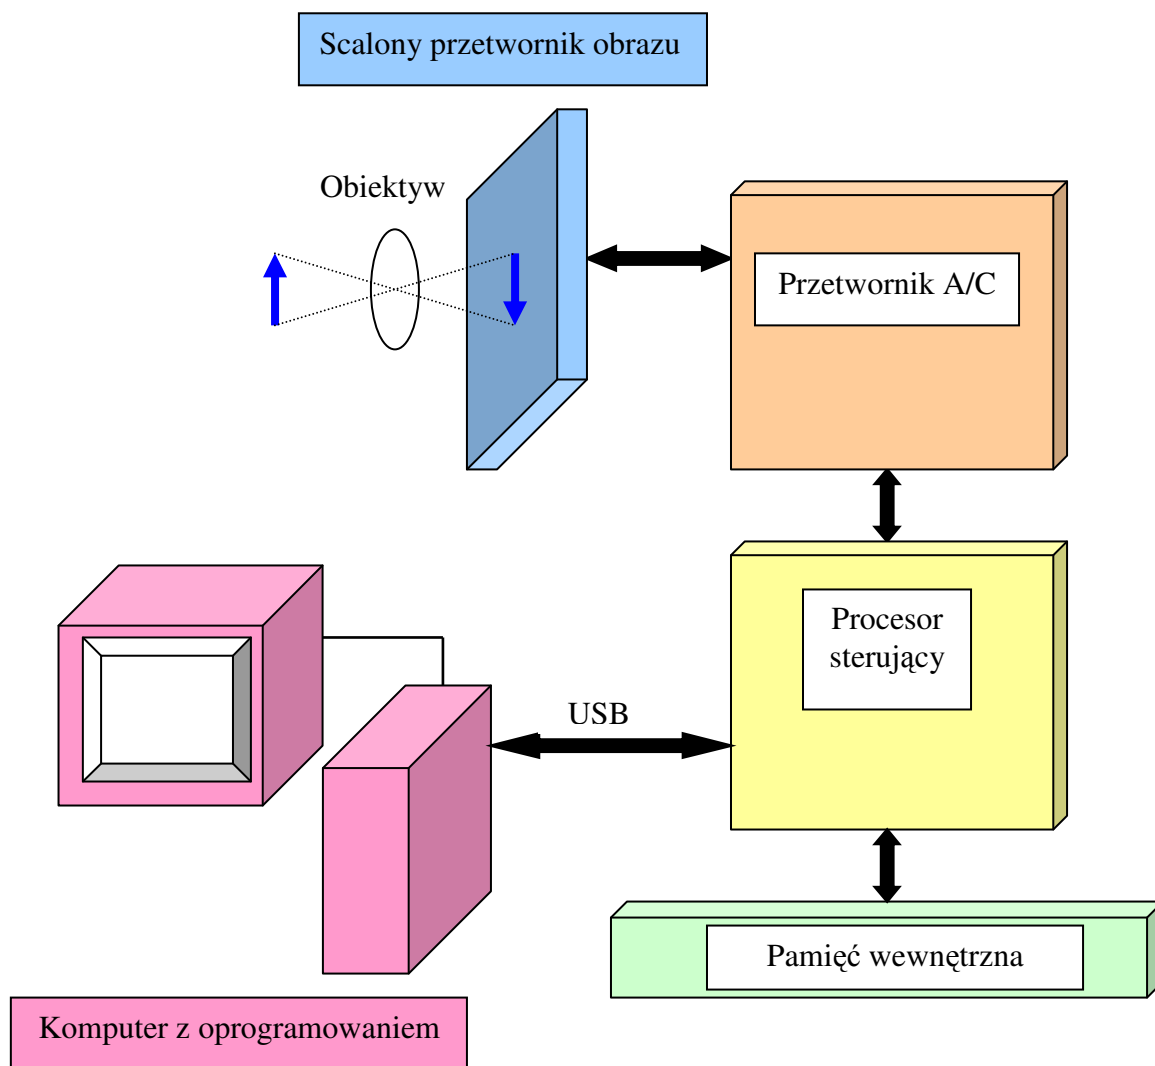 Scalony przetwornik obrazu
Obiektyw
Przetwornik A/C
Procesor
sterujący
USB
Pamięć wewnętrzna
Komputer z oprogramowaniem